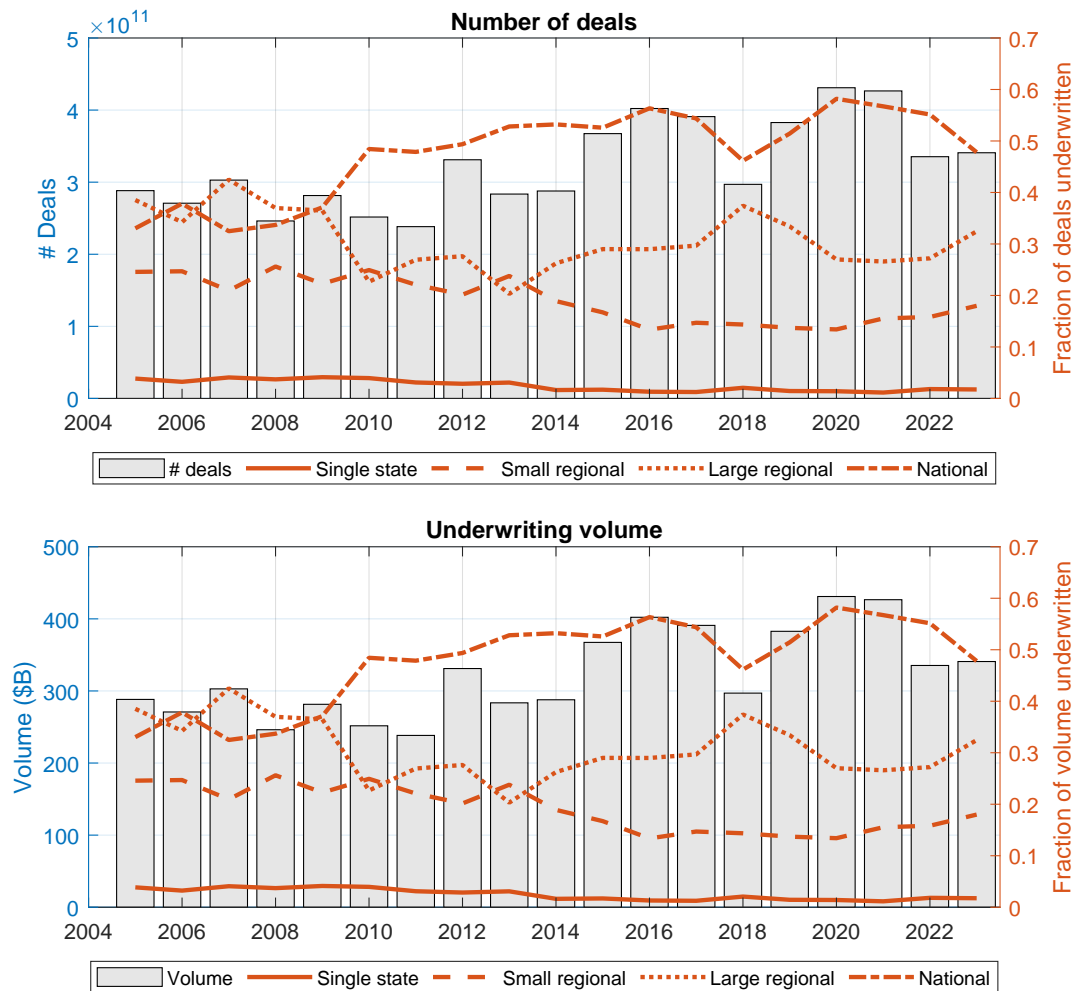 Number of deals
×10^11
5
4
3
2
1
0
# Deals
0.7
0.6
0.5
0.4
0.3
0.2
0.1
0
Fraction of deals underwritten
2004 2006 2008 2010 2012 2014 2016 2018 2020 2022
# deals Single state Small regional Large regional National
Underwriting volume
500
400
300
200
100
0
Volume ($B)
0.7
0.6
0.5
0.4
0.3
0.2
0.1
0
Fraction of volume underwritten
2004 2006 2008 2010 2012 2014 2016 2018 2020 2022
Volume Single state Small regional Large regional National